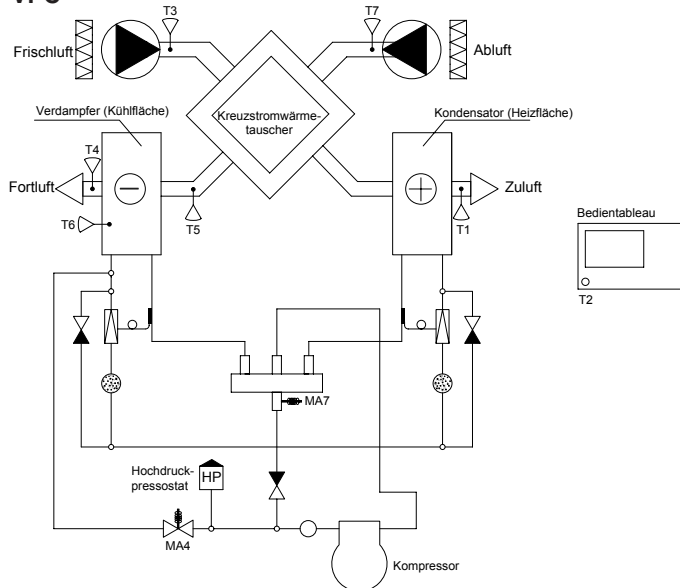 T3
T7
Frischluft
Abluft
Kreuzstromwärme-
tauscher
Verdampfer (Kühlfläche)
Kondensator (Heizfläche)
T4
Fortluft
Zuluft
T6
T5
T1
Bedientableau
T2
MA7
Hochdruck-
pressostat
HP
MA4
Kompressor